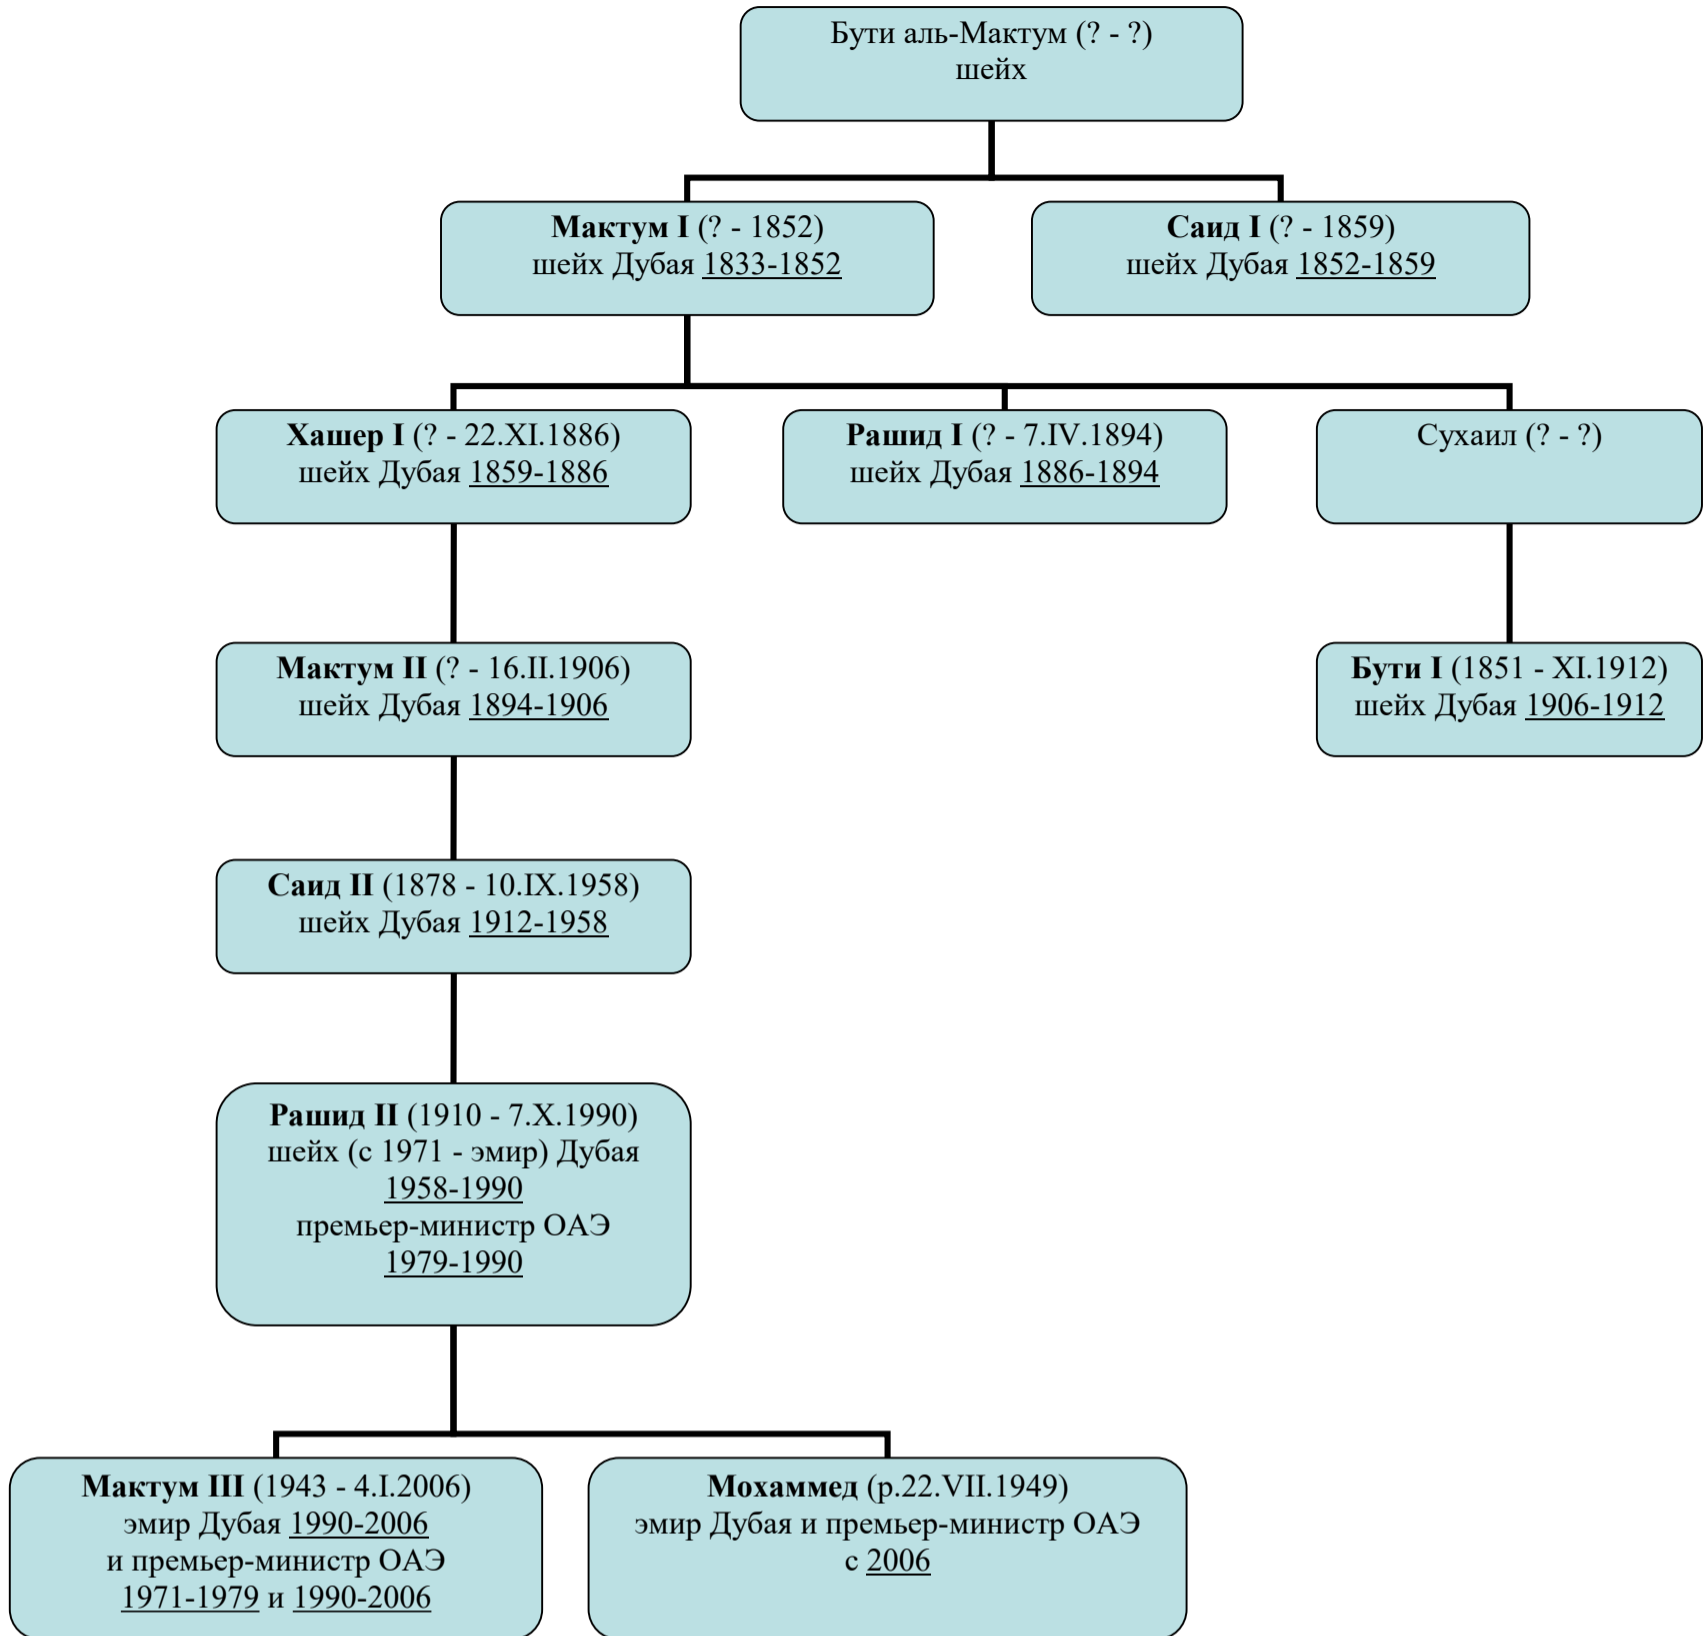 Бути аль-Мактум (? - ?)
шейх
Мактум I (? - 1852)
шейх Дубая 1833-1852
Саид I (? - 1859)
шейх Дубая 1852-1859
Хашер I (? - 22.XI.1886)
шейх Дубая 1859-1886
Рашид I (? - 7.IV.1894)
шейх Дубая 1886-1894
Сухаил (? - ?)
Мактум II (? - 16.II.1906)
шейх Дубая 1894-1906
Бути I (1851 - XI.1912)
шейх Дубая 1906-1912
Саид II (1878 - 10.IX.1958)
шейх Дубая 1912-1958
Рашид II (1910 - 7.X.1990)
шейх (с 1971 - эмир) Дубая
1958-1990
премьер-министр ОАЭ
1979-1990
Мактум III (1943 - 4.I.2006)
эмир Дубая 1990-2006
и премьер-министр ОАЭ
1971-1979 и 1990-2006
Мохаммед (р.22.VII.1949)
эмир Дубая и премьер-министр ОАЭ
с 2006